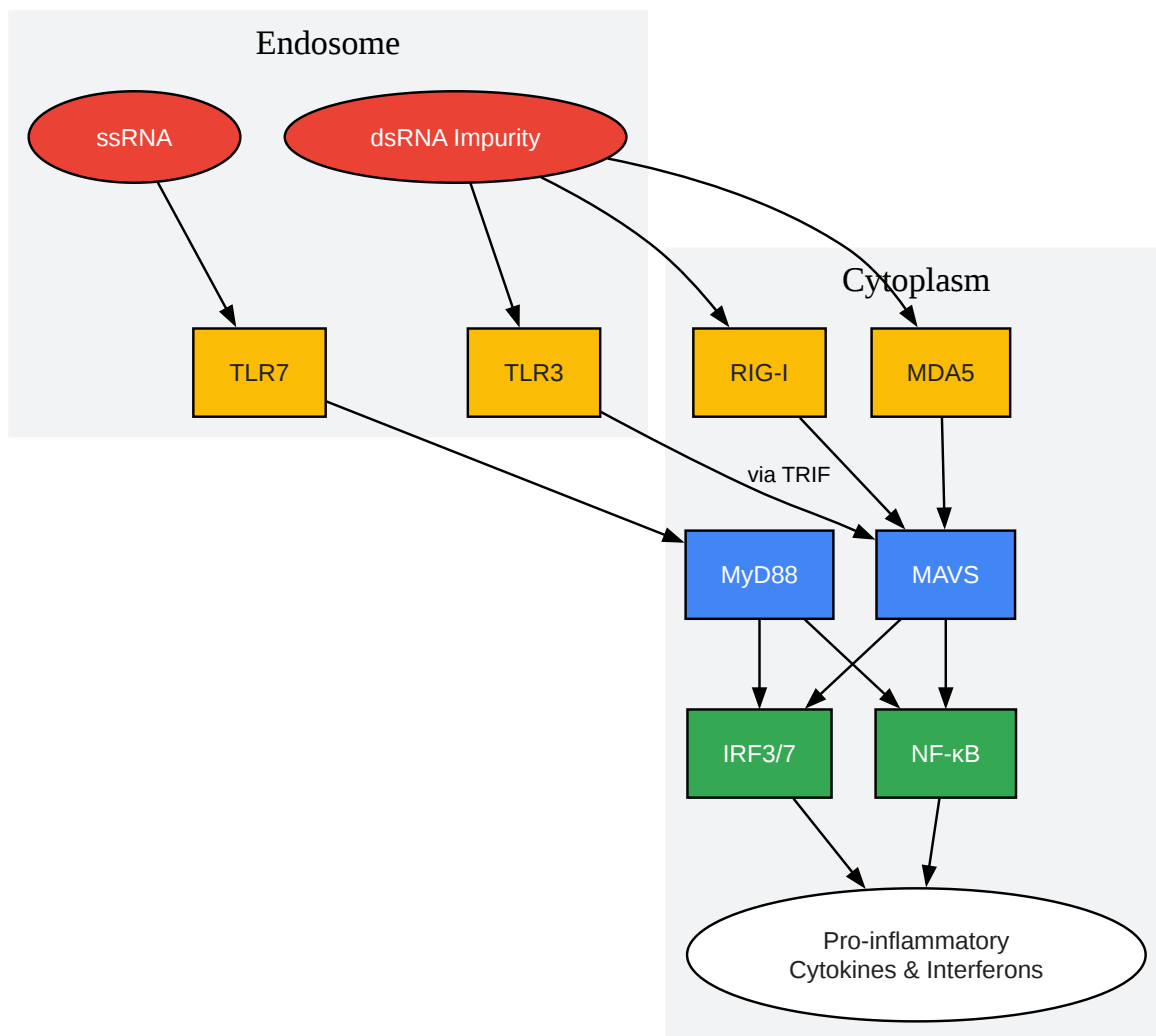 Endosome
ssRNA
dsRNA Impurity
Cytoplasm
TLR7
TLR3
RIG-I
MDA5
via TRIF
MyD88
MAVS
IRF3/7
NF-κB
Pro-inflammatory
Cytokines & Interferons